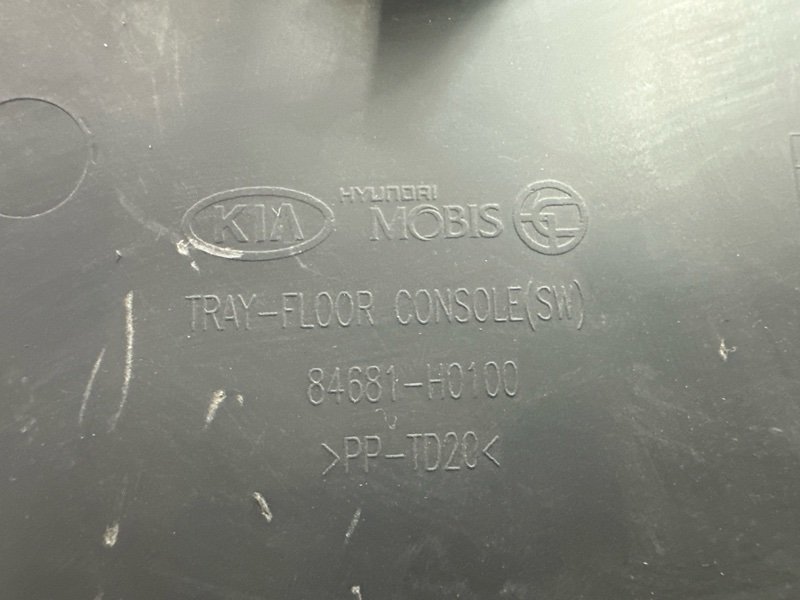 KIA HYUNDAI MOBIS
TRAY-FLOOR CONSOLE(SW)
84681-H0100
>PP-TD20<